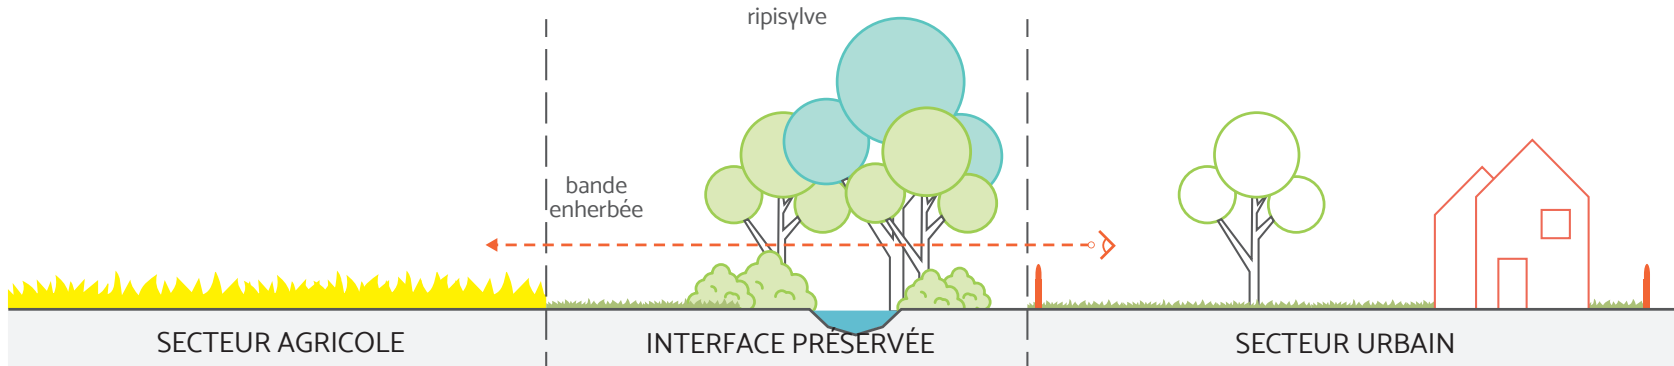 ripisylve
bande
enherbée
SECTEUR AGRICOLE
INTERFACE PRÉSERVÉE
SECTEUR URBAIN